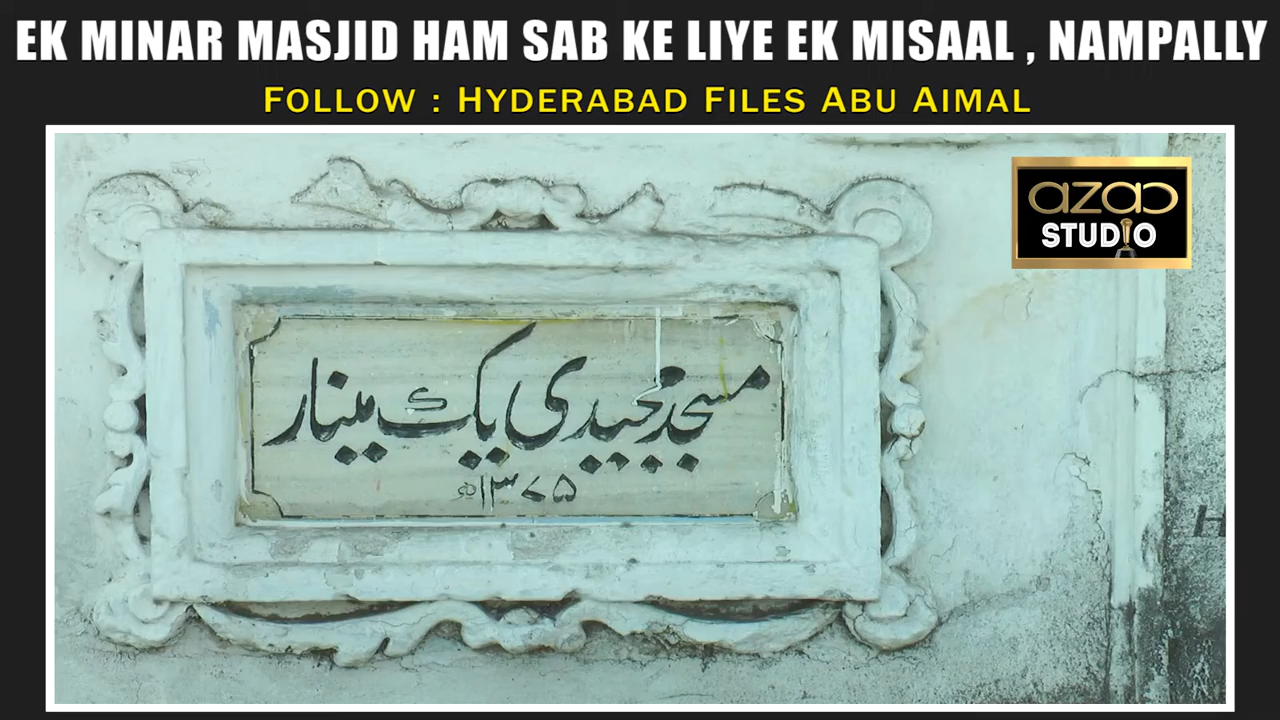 EK MINAR MASJID HAM SAB KE LIYE EK MISAAL , NAMPALLY
FOLLOW : HYDERABAD FILES ABU AIMAL
azad
STUDIO
مسجد مجیدی یک مینار
۱۳۷۵ھ